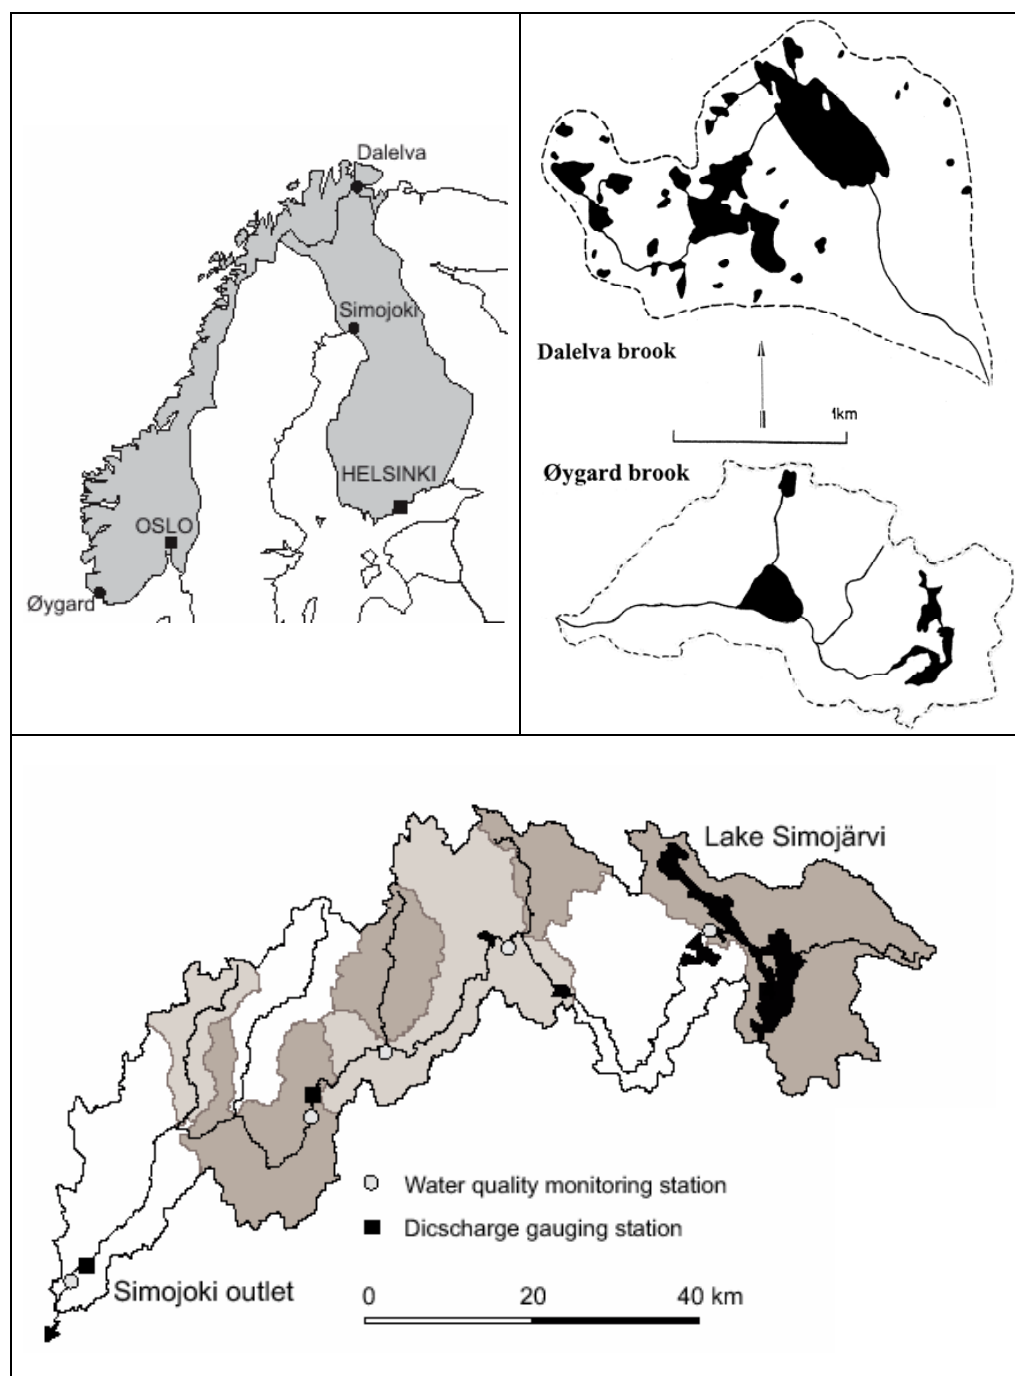 Dalelva
Simojoki
HELSINKI
OSLO
Øygard
Dalelva brook
1km
Øygard brook
Lake Simojärvi
Water quality monitoring station
Dicscharge gauging station
Simojoki outlet
0 20 40 km